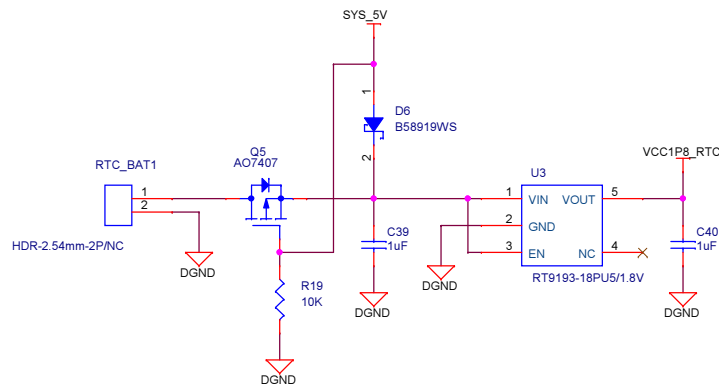 SYS_5V
1
D6
B58919WS
2
Q5
AO7407
RTC_BAT1
1
2
HDR-2.54mm-2P/NC
DGND
R19
10K
DGND
C39
1uF
DGND
U3
1 VIN VOUT 5
2 GND
3 EN NC 4
RT9193-18PU5/1.8V
DGND
VCC1P8_RTC
C40
1uF
DGND